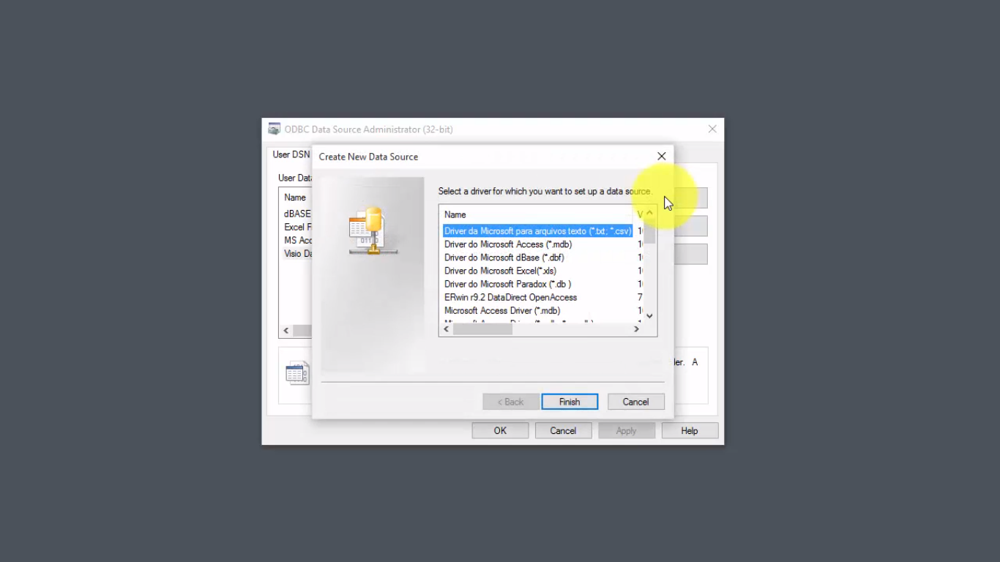 ODBC Data Source Administrator (32-bit)
User DSN
Create New Data Source
User Data
Name
dBASE
Excel F
MS Acc
Visio Da
Select a driver for which you want to set up a data source.
Name V
Driver da Microsoft para arquivos texto (*.txt; *.csv) 1
Driver do Microsoft Access (*.mdb) 1
Driver do Microsoft dBase (*.dbf) 1
Driver do Microsoft Excel(*.xls) 1
Driver do Microsoft Paradox (*.db ) 1
ERwin r9.2 DataDirect OpenAccess 7
Microsoft Access Driver (*.mdb) 1
ler. A
< Back Finish Cancel
OK Cancel Apply Help